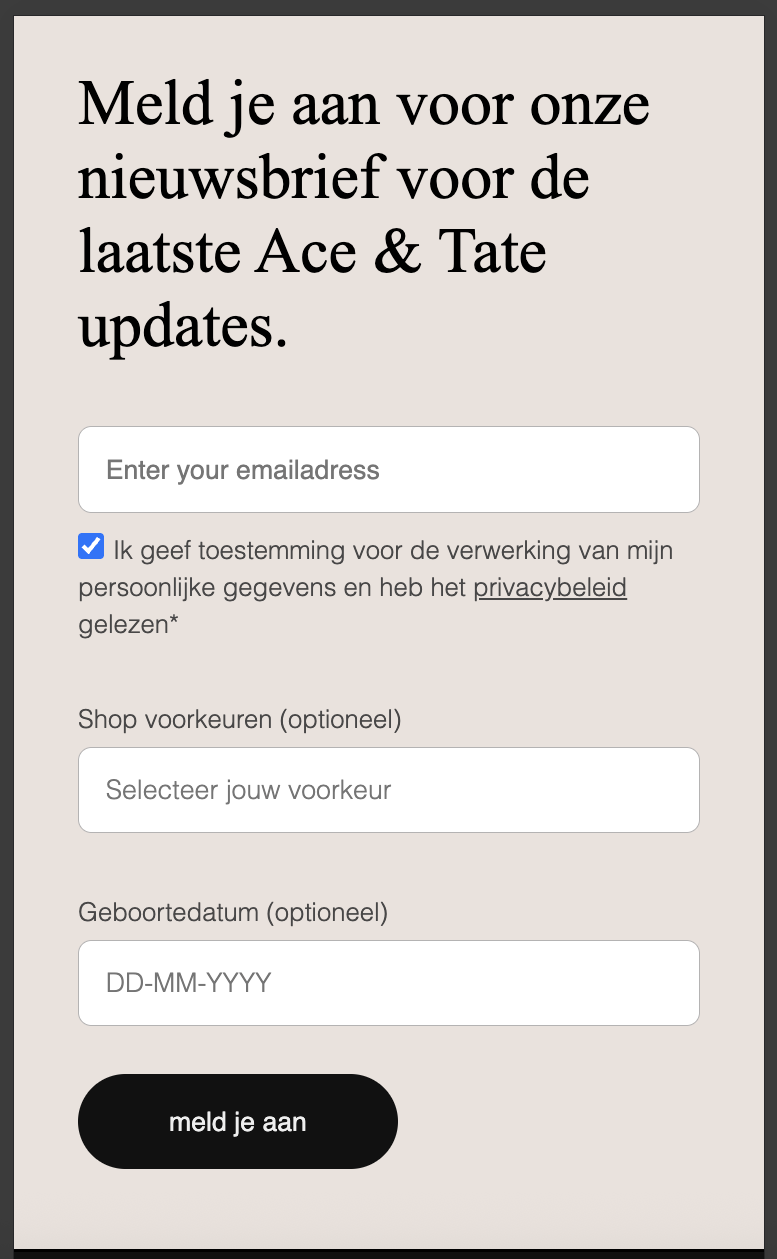 Meld je aan voor onze
nieuwsbrief voor de
laatste Ace & Tate
updates.
Enter your emailadress
Ik geef toestemming voor de verwerking van mijn
persoonlijke gegevens en heb het privacybeleid
gelezen*
Shop voorkeuren (optioneel)
Selecteer jouw voorkeur
Geboortedatum (optioneel)
DD-MM-YYYY
meld je aan